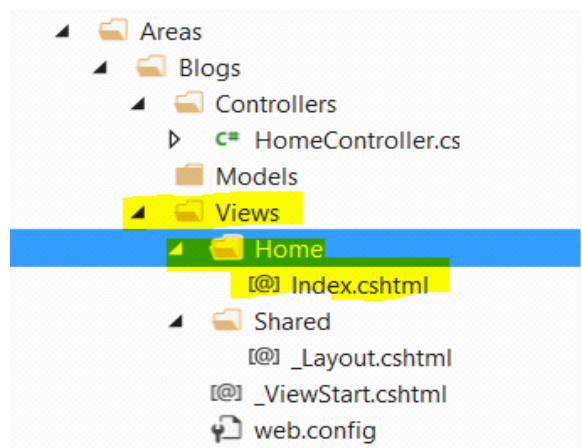 Areas
Blogs
Controllers
C# HomeController.cs
Models
Views
Home
[@] Index.cshtml
Shared
[@] _Layout.cshtml
[@] _ViewStart.cshtml
web.config